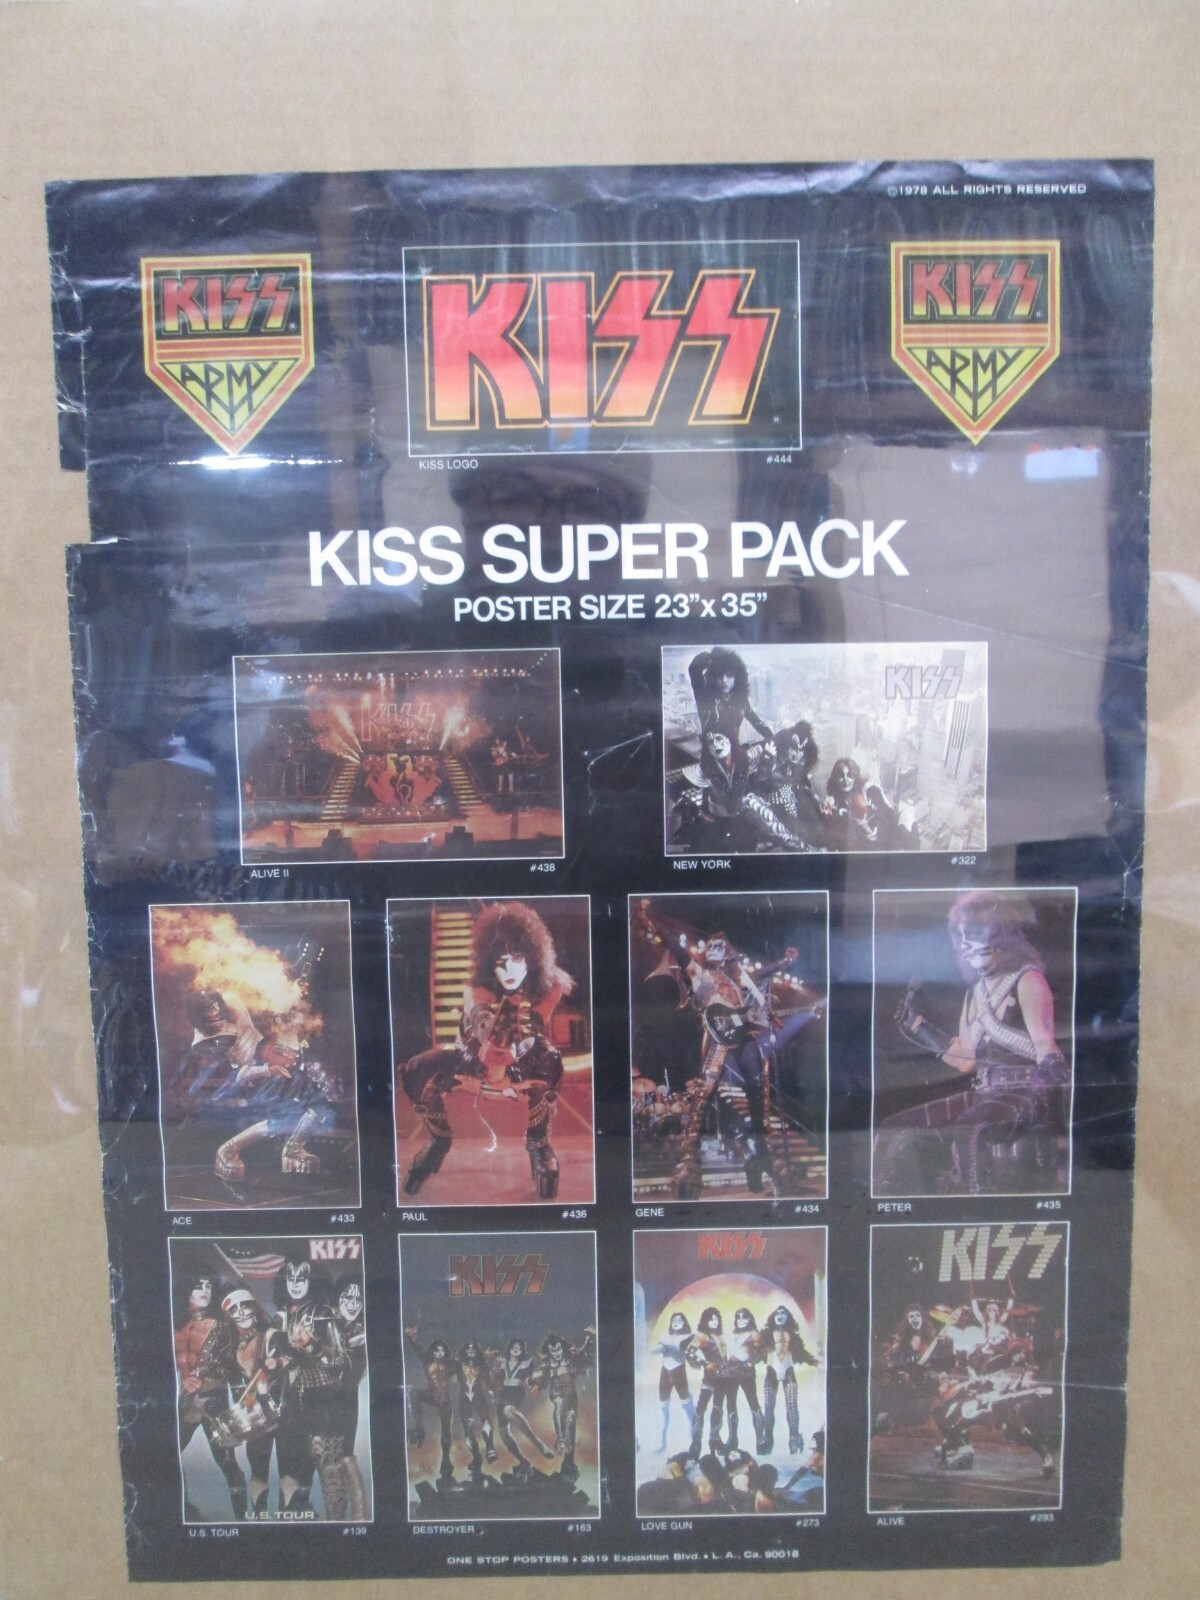 ©1978 ALL RIGHTS RESERVED
KISS ®
ARMY
KISS ®
KISS ®
ARMY
KISS LOGO #444
KISS SUPER PACK
POSTER SIZE 23”x 35”
KISS
KISS
ALIVE II #438
NEW YORK #322
ACE #433
PAUL #436
GENE #434
PETER #435
KISS
KISS
KISS
KISS
U.S. TOUR
U.S. TOUR #139
DESTROYER #163
LOVE GUN #273
ALIVE #293
ONE STOP POSTERS • 2619 Exposition Blvd. • L. A., Ca. 90018